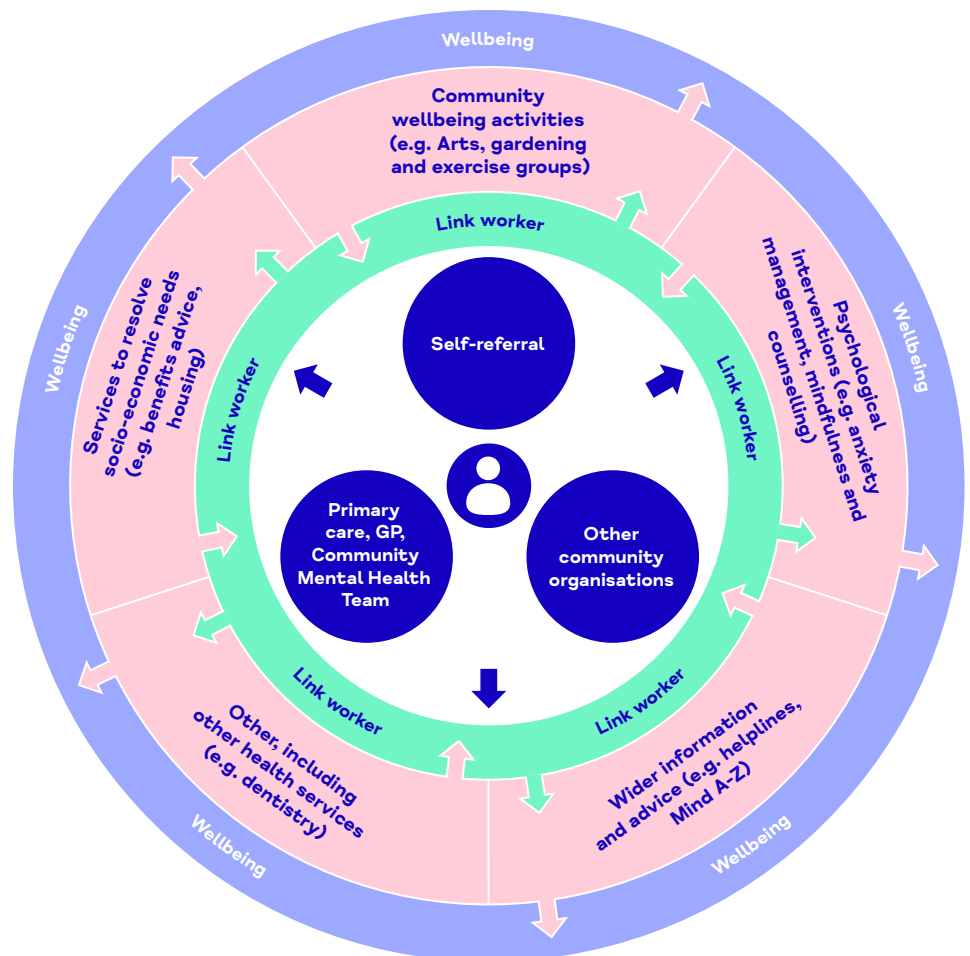 Wellbeing
Community
wellbeing activities
(e.g. Arts, gardening
and exercise groups)
Link worker
Self-referral
Wellbeing
Services to resolve
socio-economic needs
(e.g. benefits advice,
housing)
Link worker
Link worker
Psychological
interventions (e.g. anxiety
management, mindfulness and
counselling)
Wellbeing
Primary
care, GP,
Community
Mental Health
Team
Other
community
organisations
Link worker
Link worker
Other, including
other health services
(e.g. dentistry)
Wider information
and advice (e.g. helplines,
Mind A-Z)
Wellbeing
Wellbeing